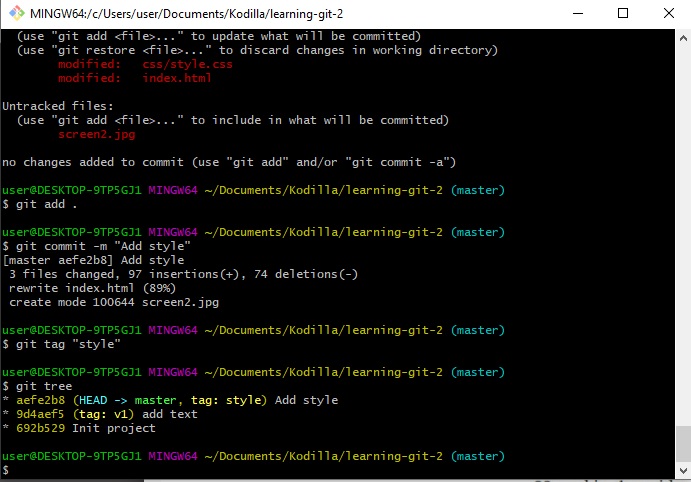 MINGW64:/c/Users/user/Documents/Kodilla/learning-git-2
(use "git add <file>..." to update what will be committed)
(use "git restore <file>..." to discard changes in working directory)
modified:   css/style.css
modified:   index.html
Untracked files:
(use "git add <file>..." to include in what will be committed)
screen2.jpg
no changes added to commit (use "git add" and/or "git commit -a")
user@DESKTOP-9TP5GJ1 MINGW64 ~/Documents/Kodilla/learning-git-2 (master)
$ git add .
user@DESKTOP-9TP5GJ1 MINGW64 ~/Documents/Kodilla/learning-git-2 (master)
$ git commit -m "Add style"
[master aefe2b8] Add style
3 files changed, 97 insertions(+), 74 deletions(-)
rewrite index.html (89%)
create mode 100644 screen2.jpg
user@DESKTOP-9TP5GJ1 MINGW64 ~/Documents/Kodilla/learning-git-2 (master)
$ git tag "style"
user@DESKTOP-9TP5GJ1 MINGW64 ~/Documents/Kodilla/learning-git-2 (master)
$ git tree
* aefe2b8 (HEAD -> master, tag: style) Add style
* 9d4aef5 (tag: v1) add text
* 692b529 Init project
user@DESKTOP-9TP5GJ1 MINGW64 ~/Documents/Kodilla/learning-git-2 (master)
$